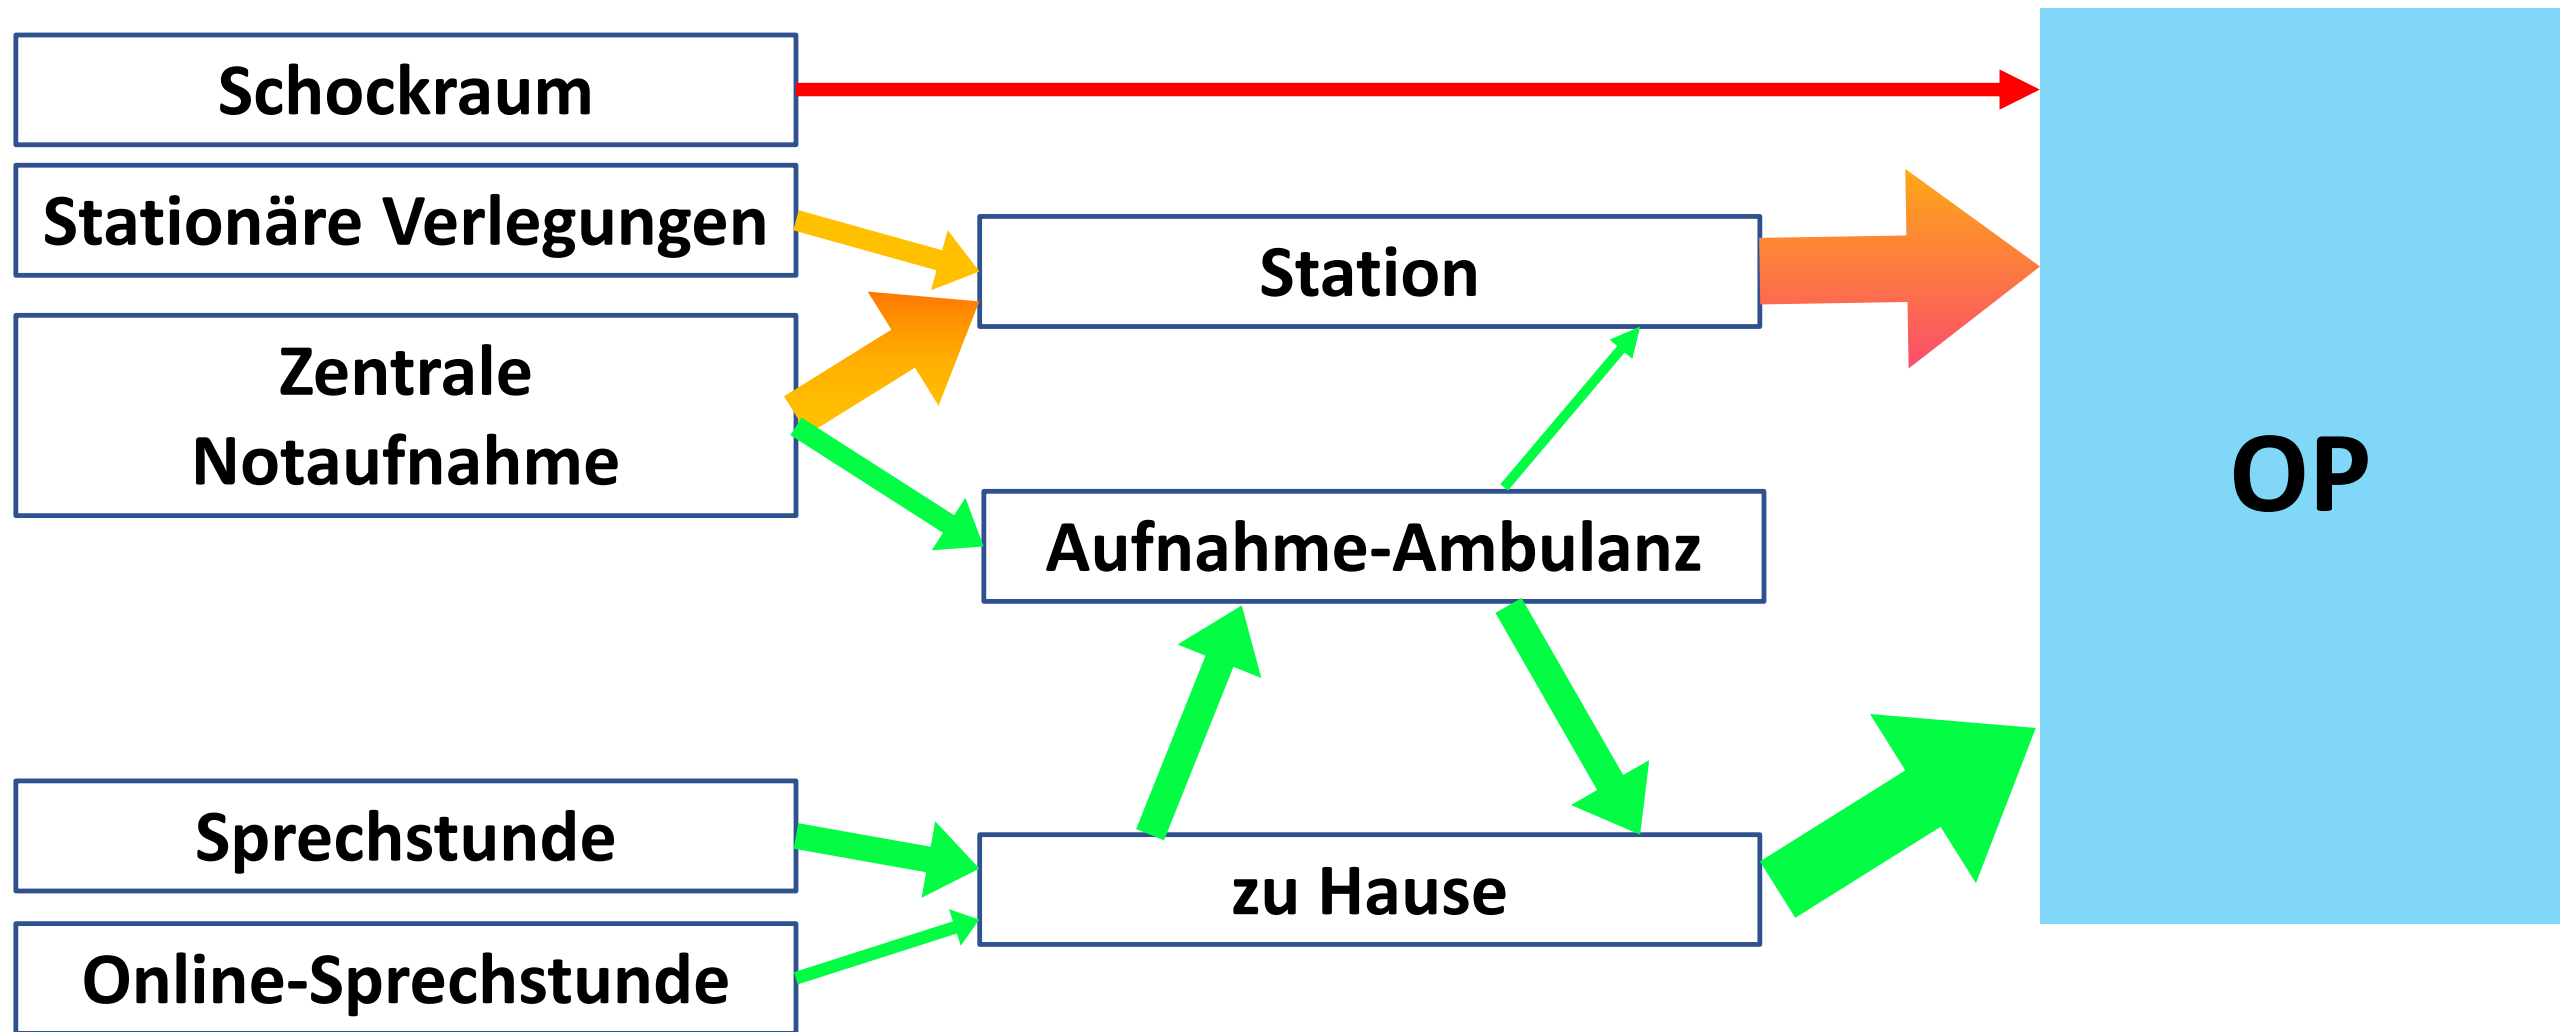 Schockraum
Stationäre Verlegungen
Station
Zentrale
Notaufnahme
OP
Aufnahme-Ambulanz
Sprechstunde
zu Hause
Online-Sprechstunde